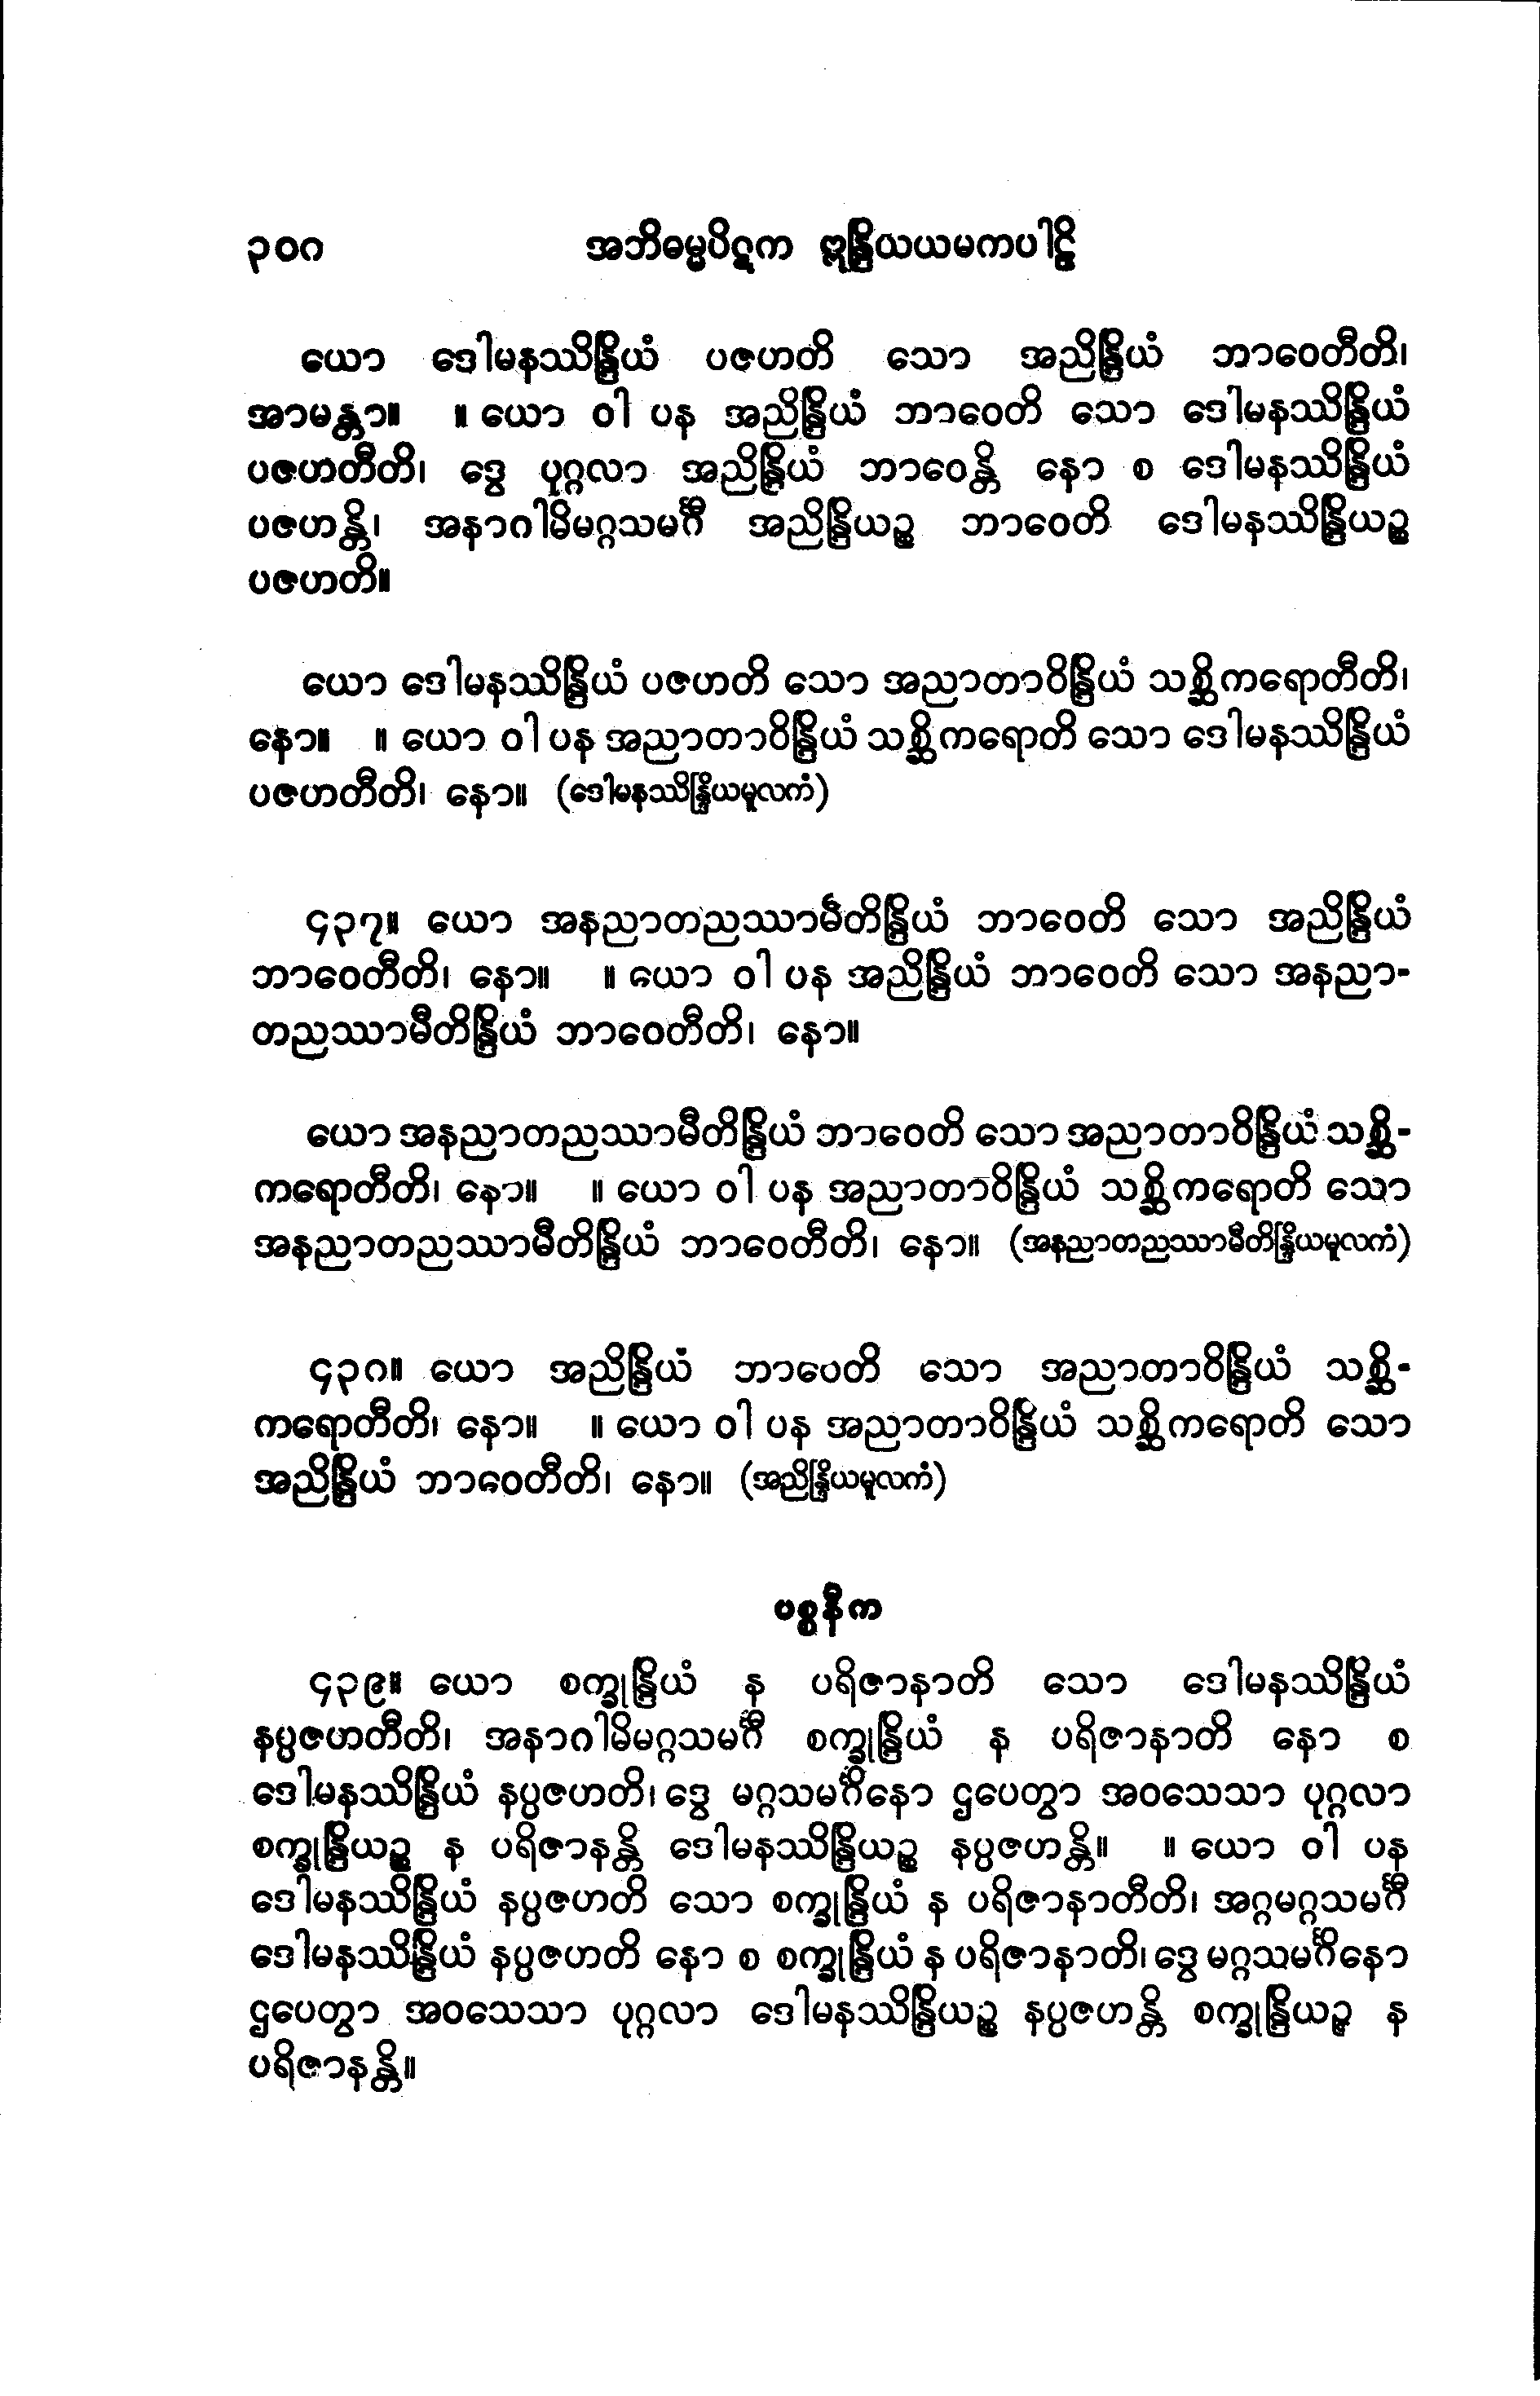 ၃၀ဂ အဘိဓမ္မပိဋက ဣန္ဒြိယယမကပါဠိ
ယော ဒေါမနဿိန္ဒြိယံ ပဇဟတိ သော အညိန္ဒြိယံ ဘာဝေတီတိ၊
အာမန္တာ။ ။ ယော ဝါ ပန အညိန္ဒြိယံ ဘာဝေတိ သော ဒေါမနဿိန္ဒြိယံ
ပဇဟတီတိ၊ ဒွေ ပုဂ္ဂလာ အညိန္ဒြိယံ ဘာဝေန္တိ နော စ ဒေါမနဿိန္ဒြိယံ
ပဇဟန္တိ၊ အနာဂါမိမဂ္ဂသမင်္ဂီ အညိန္ဒြိယဉ္စ ဘာဝေတိ ဒေါမနဿိန္ဒြိယဉ္စ
ပဇဟတိ။
ယော ဒေါမနဿိန္ဒြိယံ ပဇဟတိ သော အညာတာဝိန္ဒြိယံ သစ္ဆိကရောတီတိ၊
နော။ ။ ယော ဝါ ပန အညာတာဝိန္ဒြိယံ သစ္ဆိကရောတိ သော ဒေါမနဿိန္ဒြိယံ
ပဇဟတီတိ၊ နော။ (ဒေါမနဿိန္ဒြိယမူလကံ)
၄၃၇။ ယော အနညာတညဿာမီတိန္ဒြိယံ ဘာဝေတိ သော အညိန္ဒြိယံ
ဘာဝေတီတိ၊ နော။ ။ ယော ဝါ ပန အညိန္ဒြိယံ ဘာဝေတိ သော အနညာ-
တညဿာမီတိန္ဒြိယံ ဘာဝေတီတိ၊ နော။
ယော အနညာတညဿာမီတိန္ဒြိယံ ဘာဝေတိ သော အညာတာဝိန္ဒြိယံ သစ္ဆိ-
ကရောတီတိ၊ နော။ ။ ယော ဝါ ပန အညာတာဝိန္ဒြိယံ သစ္ဆိကရောတိ သော
အနညာတညဿာမီတိန္ဒြိယံ ဘာဝေတီတိ၊ နော။ (အနညာတညဿာမီတိန္ဒြိယမူလကံ)
၄၃ဂ။ ယော အညိန္ဒြိယံ ဘာဝေတိ သော အညာတာဝိန္ဒြိယံ သစ္ဆိ-
ကရောတီတိ၊ နော။ ။ ယော ဝါ ပန အညာတာဝိန္ဒြိယံ သစ္ဆိကရောတိ သော
အညိန္ဒြိယံ ဘာဝေတီတိ၊ နော။ (အညိန္ဒြိယမူလကံ)
ပစ္စနီက
၄၃၉။ ယော စက္ခုန္ဒြိယံ န ပရိဇာနာတိ သော ဒေါမနဿိန္ဒြိယံ
နပ္ပဇဟတီတိ၊ အနာဂါမိမဂ္ဂသမင်္ဂီ စက္ခုန္ဒြိယံ န ပရိဇာနာတိ နော စ
ဒေါမနဿိန္ဒြိယံ နပ္ပဇဟတိ၊ ဒွေ မဂ္ဂသမင်္ဂိနော ဌပေတွာ အဝသေသာ ပုဂ္ဂလာ
စက္ခုန္ဒြိယဉ္စ န ပရိဇာနန္တိ ဒေါမနဿိန္ဒြိယဉ္စ နပ္ပဇဟန္တိ။ ။ ယော ဝါ ပန
ဒေါမနဿိန္ဒြိယံ နပ္ပဇဟတိ သော စက္ခုန္ဒြိယံ န ပရိဇာနာတီတိ၊ အဂ္ဂမဂ္ဂသမင်္ဂီ
ဒေါမနဿိန္ဒြိယံ နပ္ပဇဟတိ နော စ စက္ခုန္ဒြိယံ န ပရိဇာနာတိ၊ ဒွေ မဂ္ဂသမင်္ဂိနော
ဌပေတွာ အဝသေသာ ပုဂ္ဂလာ ဒေါမနဿိန္ဒြိယဉ္စ နပ္ပဇဟန္တိ စက္ခုန္ဒြိယဉ္စ န
ပရိဇာနန္တိ။